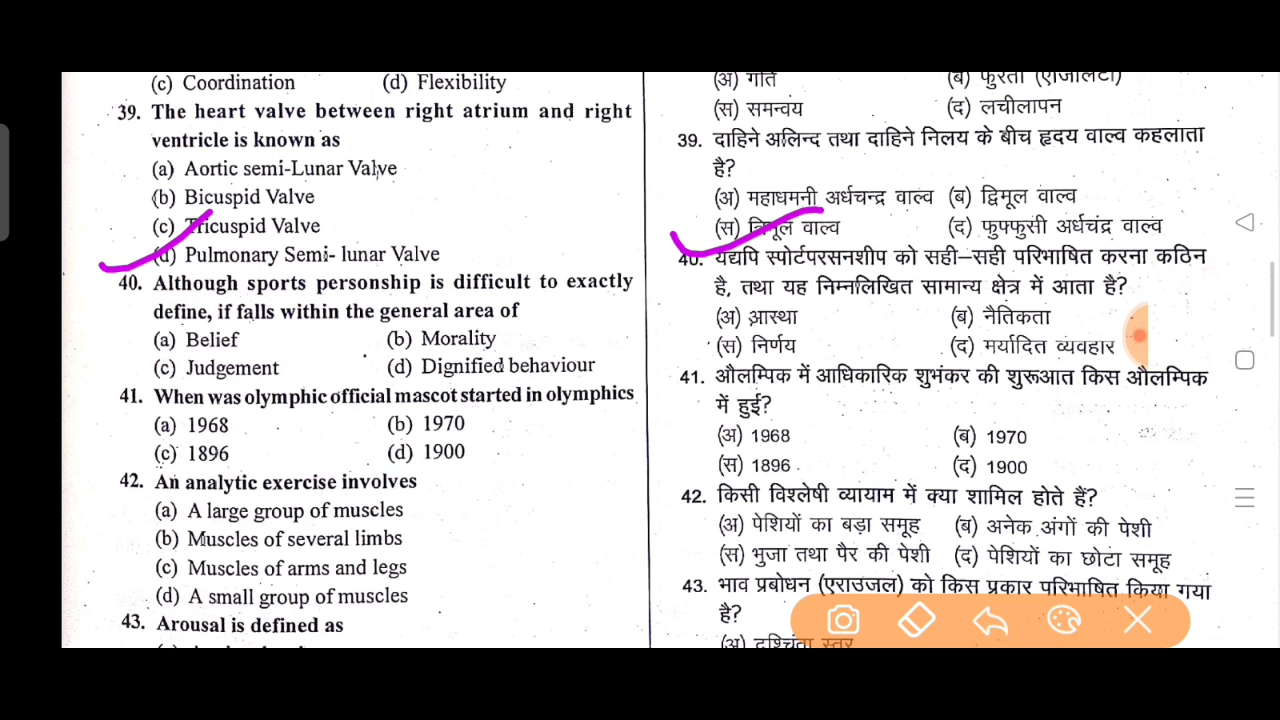 (c) Coordination (d) Flexibility
39. The heart valve between right atrium and right
ventricle is known as
(a) Aortic semi-Lunar Valve
(b) Bicuspid Valve
(c) Tricuspid Valve
(d) Pulmonary Semi- lunar Valve
40. Although sports personship is difficult to exactly
define, if falls within the general area of
(a) Belief (b) Morality
(c) Judgement (d) Dignified behaviour
41. When was olymphic official mascot started in olymphics
(a) 1968 (b) 1970
(c) 1896 (d) 1900
42. An analytic exercise involves
(a) A large group of muscles
(b) Muscles of several limbs
(c) Muscles of arms and legs
(d) A small group of muscles
43. Arousal is defined as
(अ) गति (ब) फुरती (एजिलिटी)
(स) समन्वय (द) लचीलापन
39. दाहिने अलिन्द तथा दाहिने निलय के बीच हृदय वाल्व कहलाता
है?
(अ) महाधमनी अर्धचन्द्र वाल्व (ब) द्विमूल वाल्व
(स) त्रिमूल वाल्व (द) फुफ्फुसी अर्धचंद्र वाल्व
40. यद्यपि स्पोर्टपरसनशीप को सही–सही परिभाषित करना कठिन
है, तथा यह निम्नलिखित सामान्य क्षेत्र में आता है?
(अ) आस्था (ब) नैतिकता
(स) निर्णय (द) मर्यादित व्यवहार
41. औलम्पिक में आधिकारिक शुभंकर की शुरूआत किस औलम्पिक
में हुई?
(अ) 1968 (ब) 1970
(स) 1896 (द) 1900
42. किसी विश्लेषी व्यायाम में क्या शामिल होते हैं?
(अ) पेशियों का बड़ा समूह (ब) अनेक अंगों की पेशी
(स) भुजा तथा पैर की पेशी (द) पेशियों का छोटा समूह
43. भाव प्रबोधन (एराउजल) को किस प्रकार परिभाषित किया गया
है?
(अ) दुश्चिंता स्तर